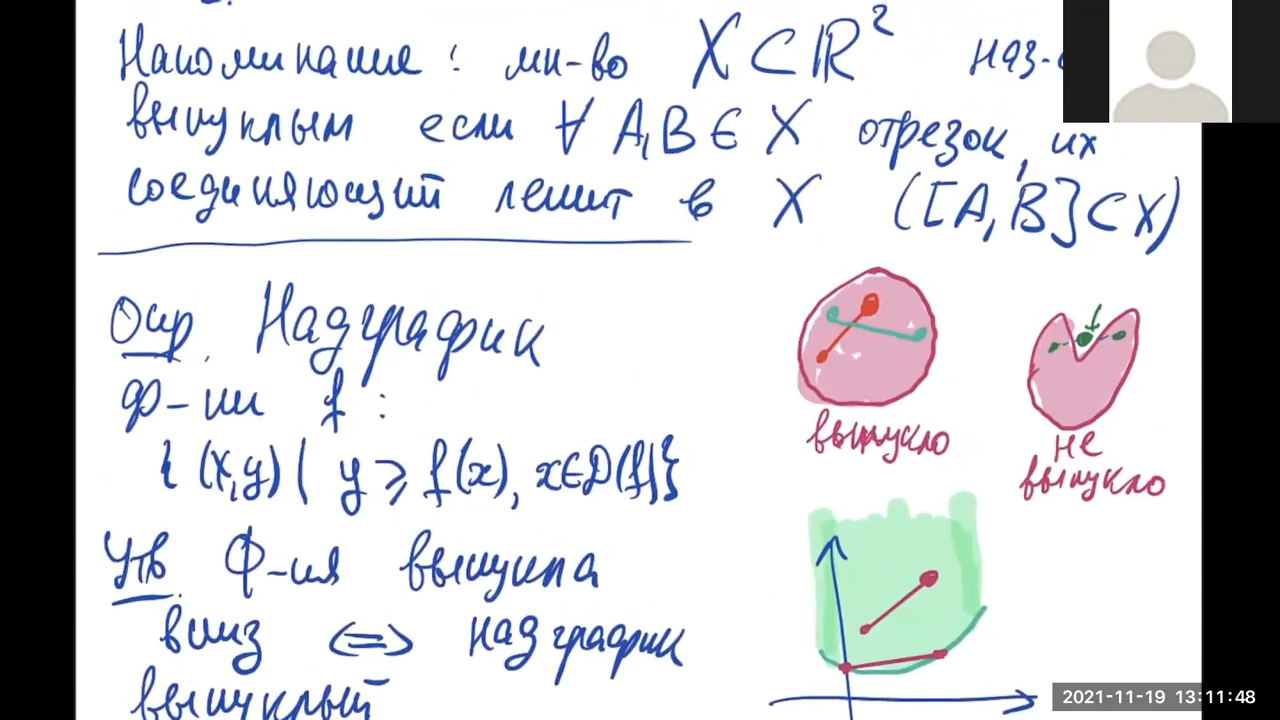 Напоминание: мн-во X ⊂ ℝ² наз-
выпуклым если ∀ A,B ∈ X отрезок, их
соединяющий лежит в X ([A,B] ⊂ X)
Опр. Надграфик
ф-ии f :
{(x,y) | y ≥ f(x), x∈D(f)}
выпукло
не
выпукло
Утв. Ф-ия выпукла
вниз <=> надграфик
выпуклый
2021-11-19 13:11:48